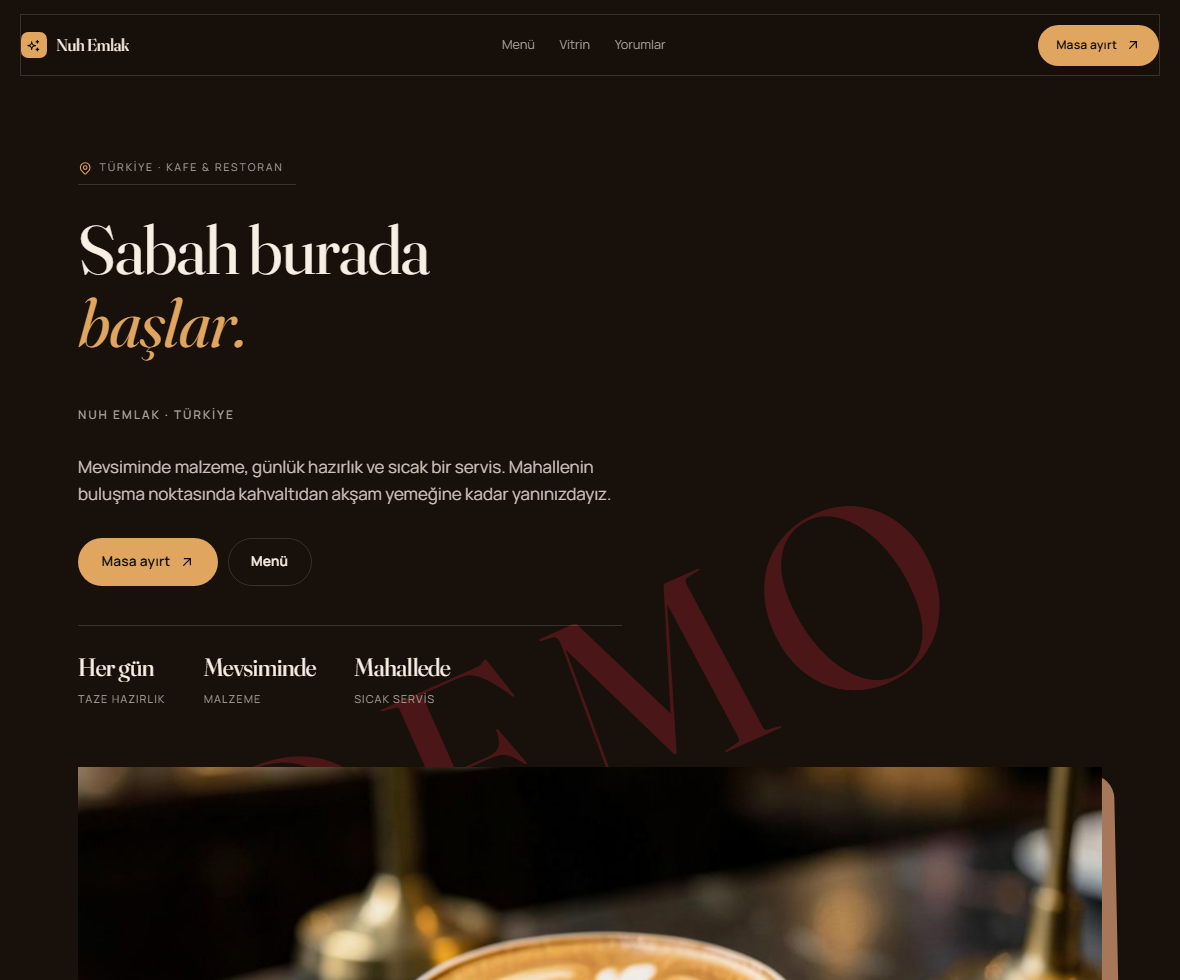 Nuh Emlak
Menü
Vitrin
Yorumlar
Masa ayırt
TÜRKİYE · KAFE & RESTORAN
Sabah burada
başlar.
NUH EMLAK · TÜRKİYE
Mevsiminde malzeme, günlük hazırlık ve sıcak bir servis. Mahallenin
buluşma noktasında kahvaltıdan akşam yemeğine kadar yanınızdayız.
Masa ayırt
Menü
Her gün
TAZE HAZIRLIK
Mevsiminde
MALZEME
Mahallede
SICAK SERVİS
DEMO